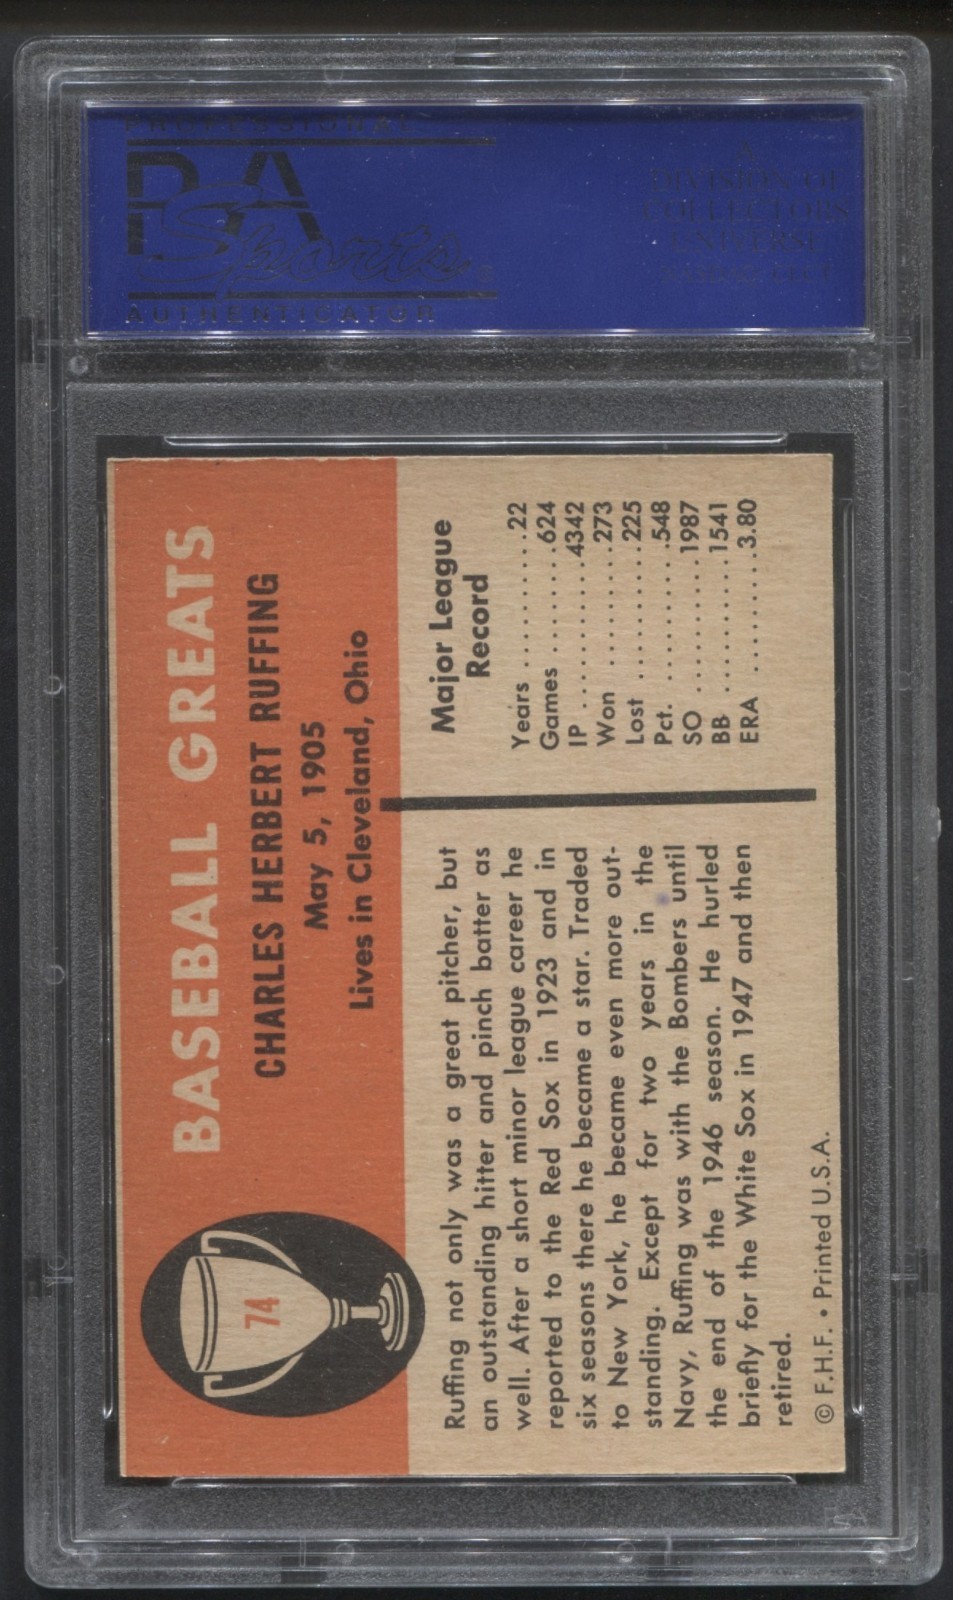 PROFESSIONAL
PSA
Sports
AUTHENTICATOR
A
DIVISION OF
COLLECTORS
UNIVERSE
NASDAQ: CLCT
BASEBALL GREATS
74
CHARLES HERBERT RUFFING
May 5, 1905
Lives in Cleveland, Ohio
Ruffing not only was a great pitcher, but
an outstanding hitter and pinch batter as
well. After a short minor league career he
reported to the Red Sox in 1923 and in
six seasons there he became a star. Traded
to New York, he became even more out-
standing. Except for two years in the
Navy, Ruffing was with the Bombers until
the end of the 1946 season. He hurled
briefly for the White Sox in 1947 and then
retired.
Major League
Record
Years . . . . . . . . .22
Games . . . . . . .624
IP . . . . . . . . . .4342
Won . . . . . . . .273
Lost . . . . . . . . .225
Pct. . . . . . . . . .548
SO . . . . . . . . .1987
BB . . . . . . . . .1541
ERA . . . . . . . .3.80
© F.H.F. • Printed U.S.A.